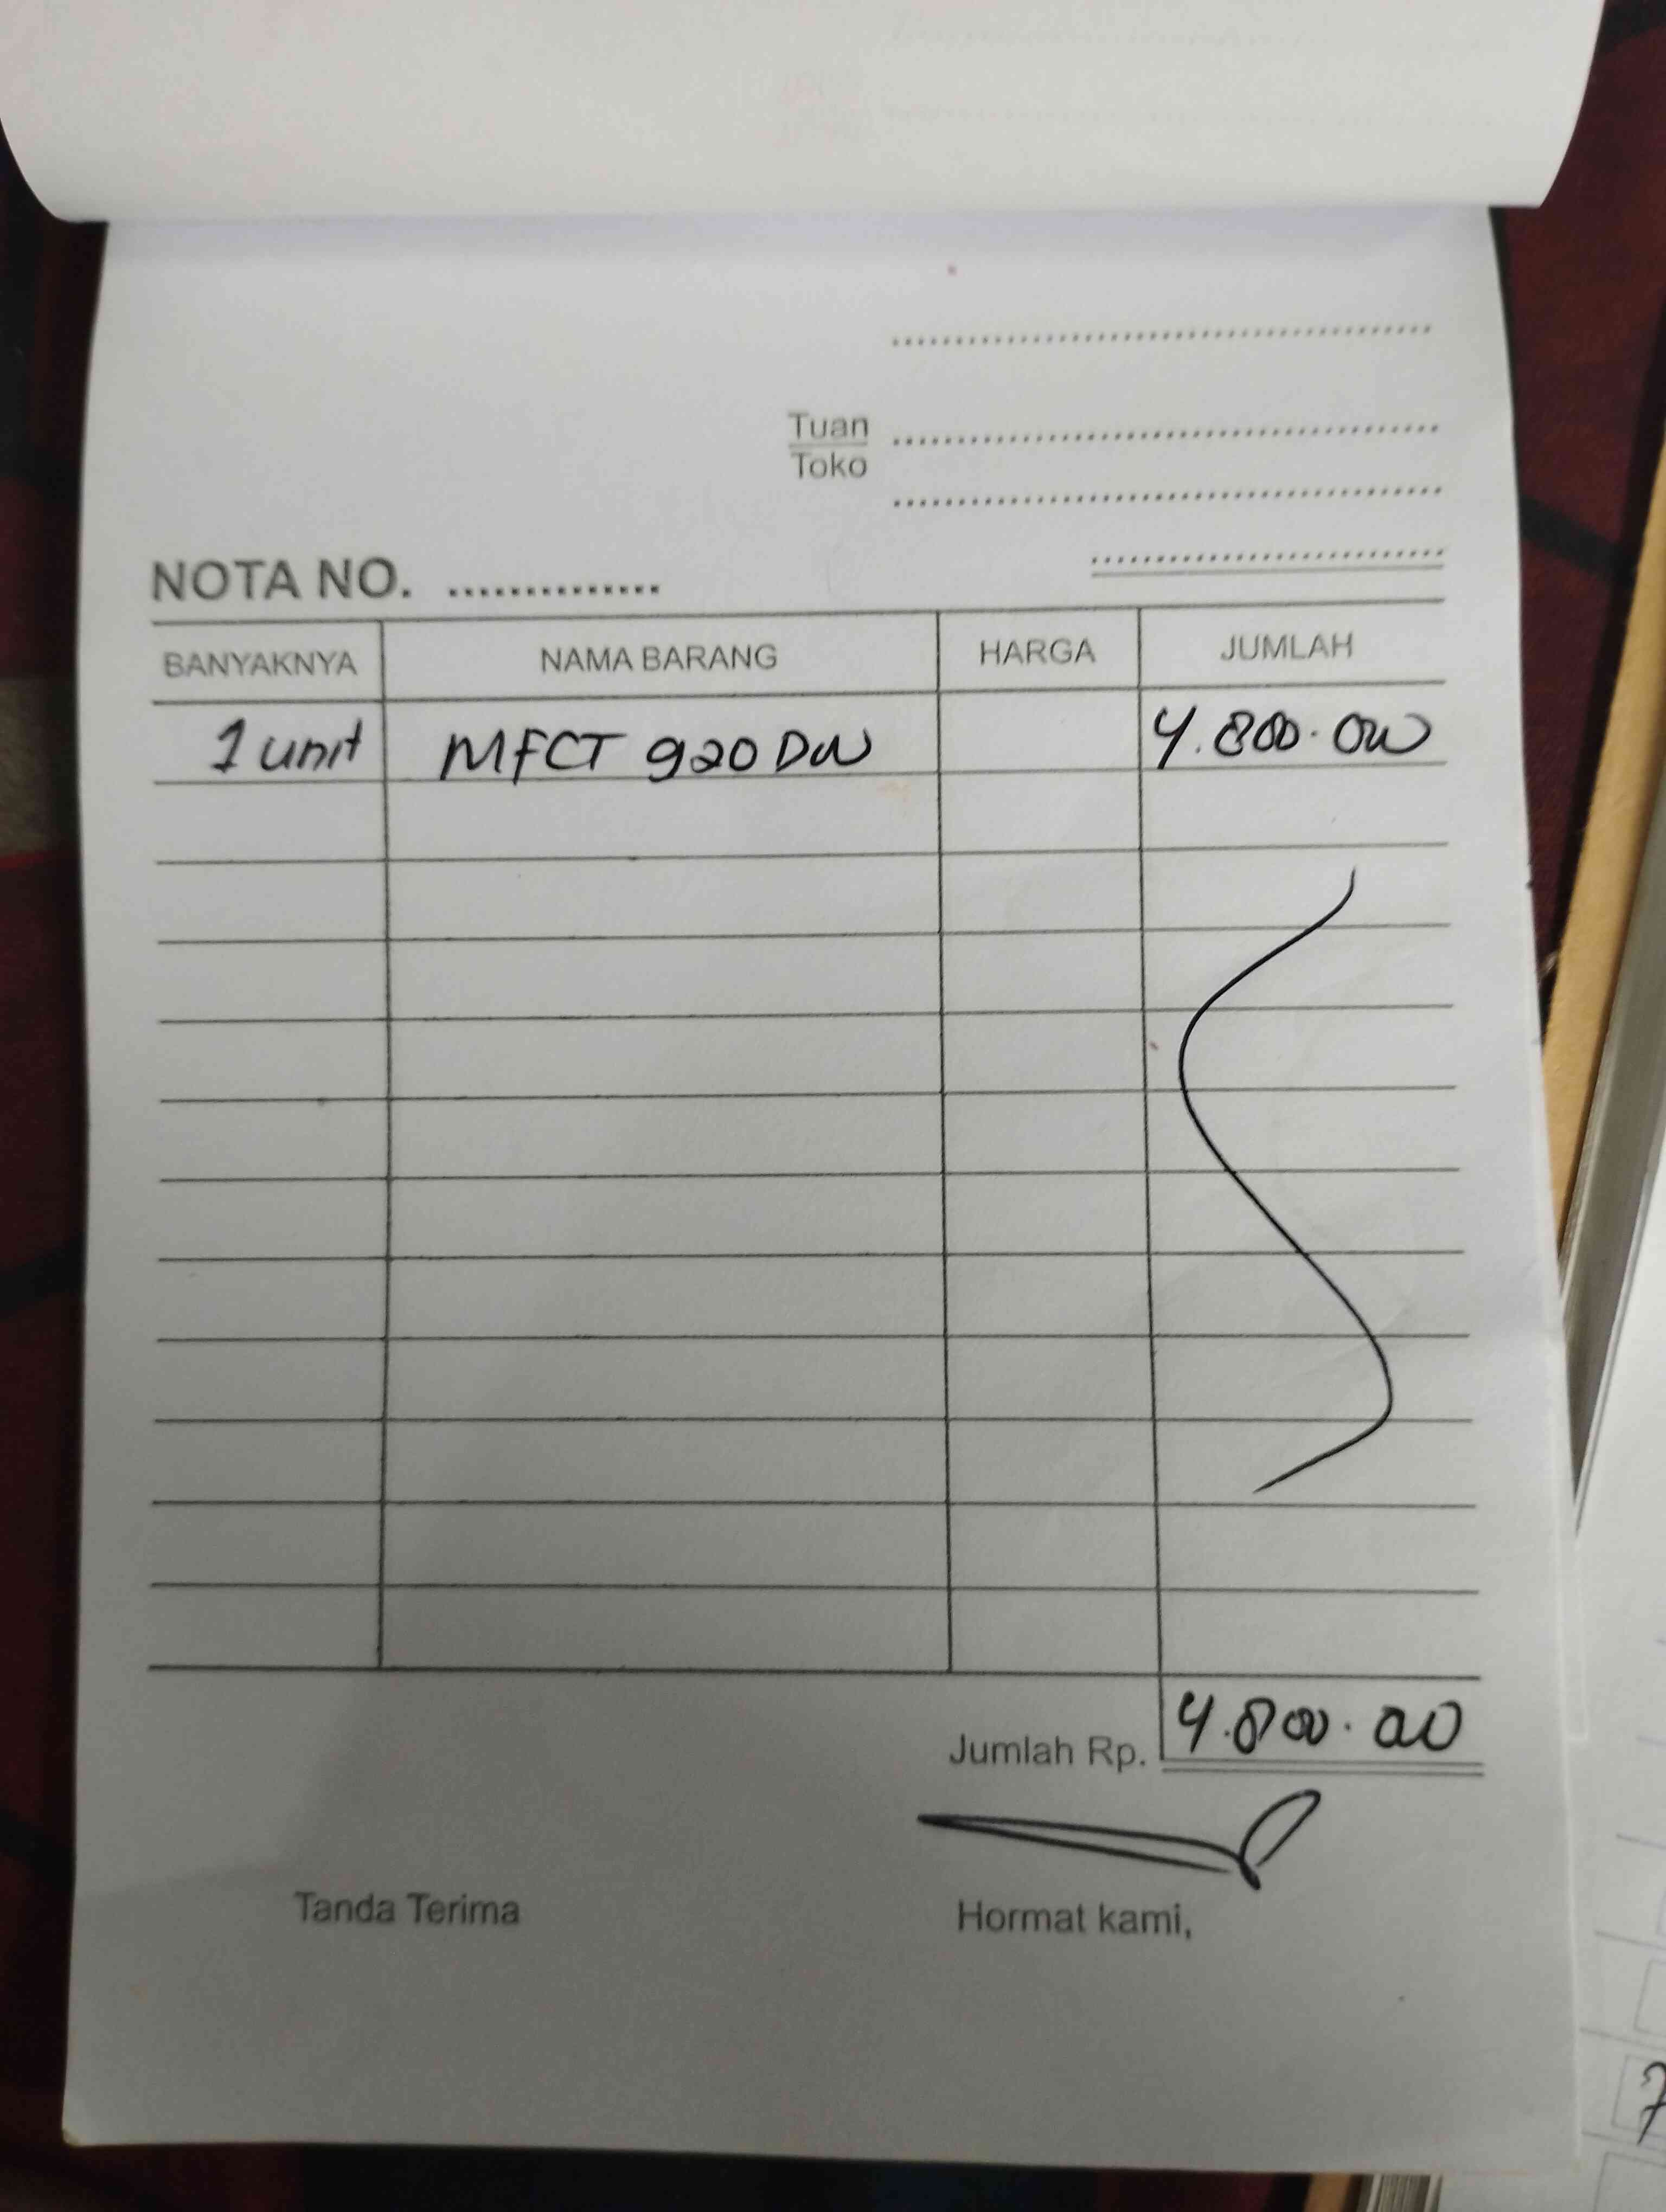 Tuan
Toko
NOTA NO. ..............
BANYAKNYA NAMA BARANG HARGA JUMLAH
1 unit MFCT 920 DW 4.800.000
Jumlah Rp. 4.800.000
Tanda Terima Hormat kami,
7